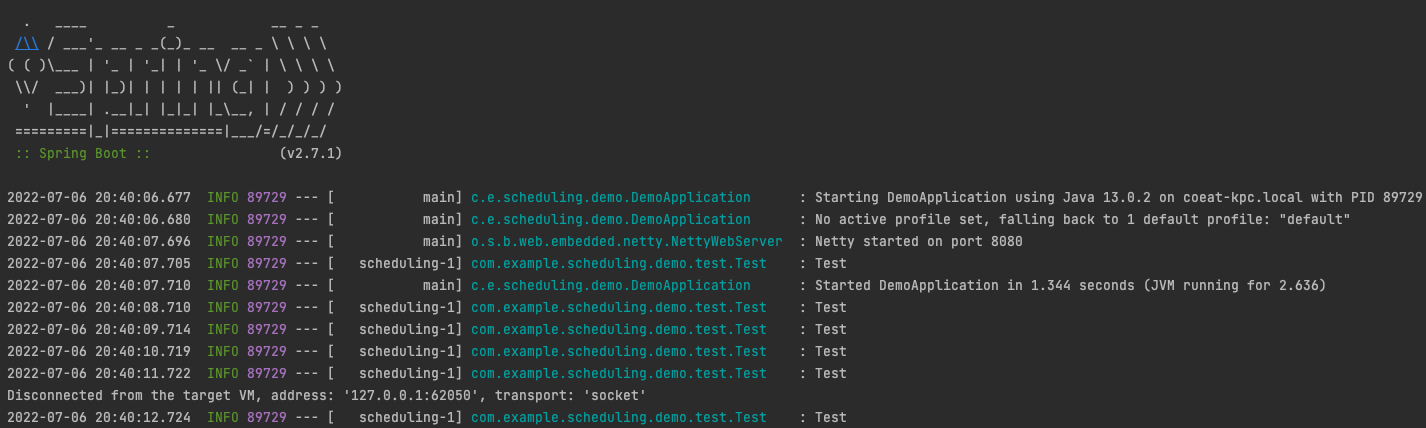 .   ____          _            __ _ _
 /\\ / ___'_ __ _ _(_)_ __  __ _ \ \ \ \
( ( )\___ | '_ | '_| | '_ \/ _` | \ \ \ \
 \\/  ___)| |_)| | | | | || (_| |  ) ) ) )
  '  |____| .__|_| |_|_| |_\__, | / / / /
 =========|_|==============|___/=/_/_/_/
 :: Spring Boot ::                (v2.7.1)
2022-07-06 20:40:06.677  INFO 89729 --- [           main] c.e.scheduling.demo.DemoApplication      : Starting DemoApplication using Java 13.0.2 on coeat-kpc.local with PID 89729
2022-07-06 20:40:06.680  INFO 89729 --- [           main] c.e.scheduling.demo.DemoApplication      : No active profile set, falling back to 1 default profile: "default"
2022-07-06 20:40:07.696  INFO 89729 --- [           main] o.s.b.web.embedded.netty.NettyWebServer  : Netty started on port 8080
2022-07-06 20:40:07.705  INFO 89729 --- [   scheduling-1] com.example.scheduling.demo.test.Test    : Test
2022-07-06 20:40:07.710  INFO 89729 --- [           main] c.e.scheduling.demo.DemoApplication      : Started DemoApplication in 1.344 seconds (JVM running for 2.636)
2022-07-06 20:40:08.710  INFO 89729 --- [   scheduling-1] com.example.scheduling.demo.test.Test    : Test
2022-07-06 20:40:09.714  INFO 89729 --- [   scheduling-1] com.example.scheduling.demo.test.Test    : Test
2022-07-06 20:40:10.719  INFO 89729 --- [   scheduling-1] com.example.scheduling.demo.test.Test    : Test
2022-07-06 20:40:11.722  INFO 89729 --- [   scheduling-1] com.example.scheduling.demo.test.Test    : Test
Disconnected from the target VM, address: '127.0.0.1:62050', transport: 'socket'
2022-07-06 20:40:12.724  INFO 89729 --- [   scheduling-1] com.example.scheduling.demo.test.Test    : Test